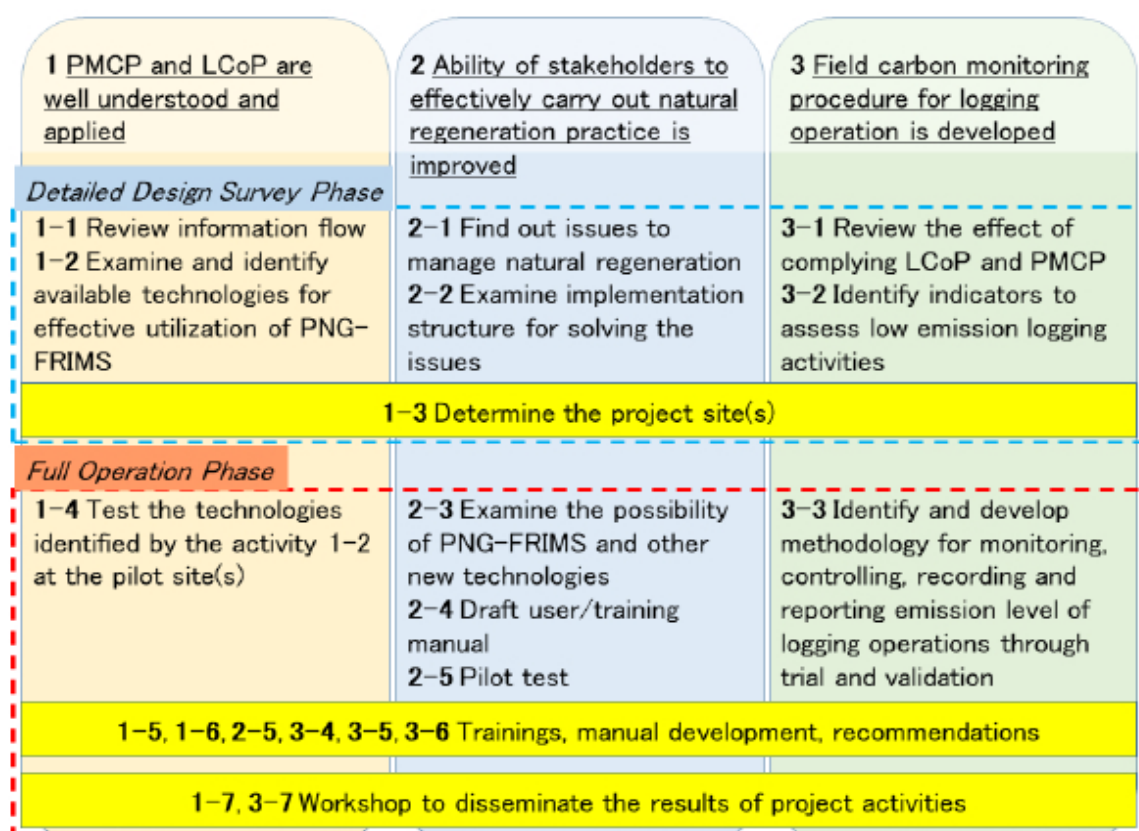 1 PMCP and LCoP are
well understood and
applied
2 Ability of stakeholders to
effectively carry out natural
regeneration practice is
improved
3 Field carbon monitoring
procedure for logging
operation is developed
Detailed Design Survey Phase
1-1 Review information flow
1-2 Examine and identify
available technologies for
effective utilization of PNG-
FRIMS
2-1 Find out issues to
manage natural regeneration
2-2 Examine implementation
structure for solving the
issues
3-1 Review the effect of
complying LCoP and PMCP
3-2 Identify indicators to
assess low emission logging
activities
1-3 Determine the project site(s)
Full Operation Phase
1-4 Test the technologies
identified by the activity 1-2
at the pilot site(s)
2-3 Examine the possibility
of PNG-FRIMS and other
new technologies
2-4 Draft user/training
manual
2-5 Pilot test
3-3 Identify and develop
methodology for monitoring,
controlling, recording and
reporting emission level of
logging operations through
trial and validation
1-5, 1-6, 2-5, 3-4, 3-5, 3-6 Trainings, manual development, recommendations
1-7, 3-7 Workshop to disseminate the results of project activities